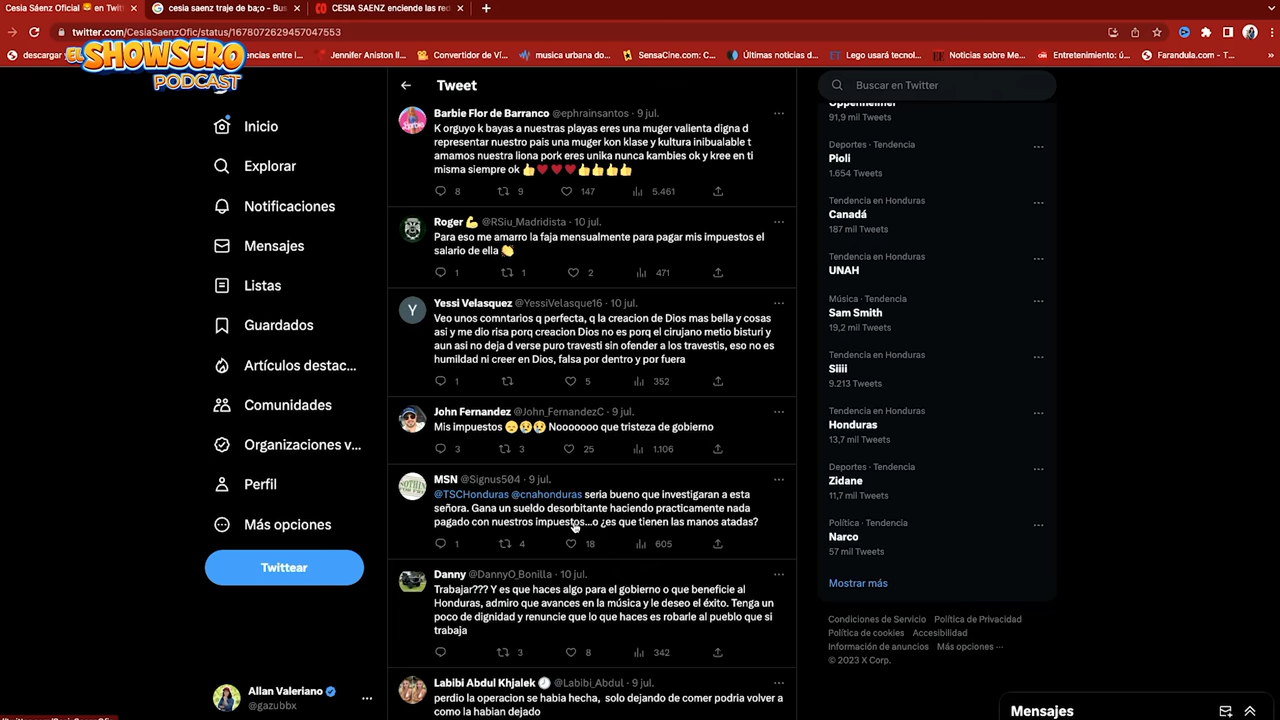 Cesia Sáenz Oficial 🦁 en Twitt
cesia saenz traje de ba;o - Bus
CESIA SAENZ enciende las red
twitter.com/CesiaSaenzOfic/status/1678072629457047553
descargar
encias entre l...
Jennifer Aniston II...
Convertidor de Ví...
musica urbana do...
SensaCine.com: C...
Últimas noticias d...
Lego usará tecnol...
Noticias sobre Me...
Entretenimiento: ú...
Farandula.com - T...
EL SHOWSERO
PODCAST
Inicio
Explorar
Notificaciones
Mensajes
Listas
Guardados
Artículos destac...
Comunidades
Organizaciones v...
Perfil
Más opciones
Twittear
Allan Valeriano
@gazubbx
Tweet
Barbie Flor de Barranco @ephrainsantos · 9 jul.
K orguyo k bayas a nuestras playas eres una muger valienta digna d
representar nuestro pais una muger kon klase y kultura inibualable t
amamos nuestra liona pork eres unika nunca kambies ok y kree en ti
misma siempre ok 👍❤️❤️❤️👍👍👍👍
8 9 147 5.461
Roger 💪 @RSiu_Madridista · 10 jul.
Para eso me amarro la faja mensualmente para pagar mis impuestos el
salario de ella 👏
1 1 2 471
Y
Yessi Velasquez @YessiVelasque16 · 10 jul.
Veo unos comntarios q perfecta, q la creacion de Dios mas bella y cosas
asi y me dio risa porq creacion Dios no es porq el cirujano metio bisturi y
aun asi no deja d verse puro travesti sin ofender a los travestis, eso no es
humildad ni creer en Dios, falsa por dentro y por fuera
1 5 352
John Fernandez @John_FernandezC · 9 jul.
Mis impuestos 😞😢😢 Nooooooo que tristeza de gobierno
3 3 25 1.106
MSN @Signus504 · 9 jul.
@TSCHonduras @cnahonduras seria bueno que investigaran a esta
señora. Gana un sueldo desorbitante haciendo practicamente nada
pagado con nuestros impuestos...o ¿es que tienen las manos atadas?
1 4 18 605
Danny @DannyO_Bonilla · 10 jul.
Trabajar??? Y es que haces algo para el gobierno o que beneficie al
Honduras, admiro que avances en la música y le deseo el éxito. Tenga un
poco de dignidad y renuncie que lo que haces es robarle al pueblo que si
trabaja
3 8 342
Labibi Abdul Khjalek 🕗 @Labibi_Abdul · 9 jul.
perdio la operacion se habia hecha, solo dejando de comer podria volver a
como la habian dejado
Buscar en Twitter
Oppenheimer
91,9 mil Tweets
Deportes · Tendencia
Pioli
1.654 Tweets
Tendencia en Honduras
Canadá
187 mil Tweets
Tendencia en Honduras
UNAH
Música · Tendencia
Sam Smith
19,2 mil Tweets
Tendencia en Honduras
Siiii
9.213 Tweets
Tendencia en Honduras
Honduras
13,7 mil Tweets
Deportes · Tendencia
Zidane
11,7 mil Tweets
Política · Tendencia
Narco
57 mil Tweets
Mostrar más
Condiciones de Servicio Política de Privacidad
Política de cookies Accesibilidad
Información de anuncios Más opciones ···
© 2023 X Corp.
Mensajes